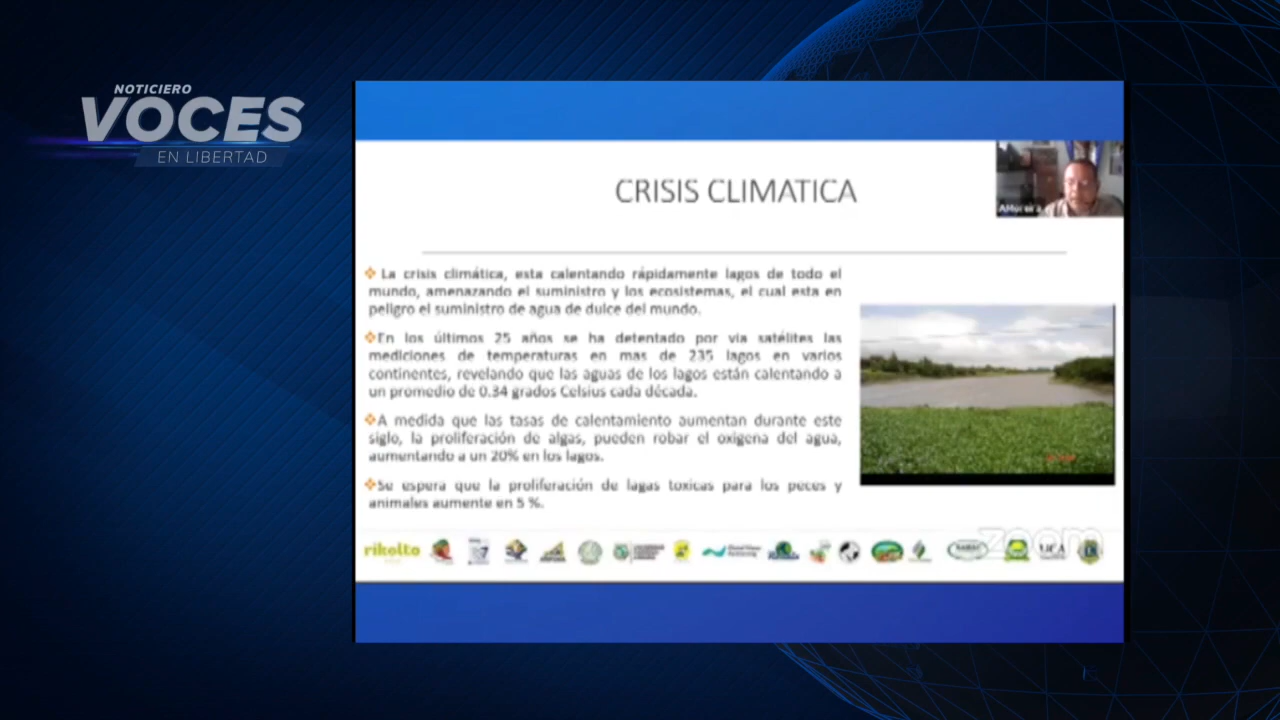 NOTICIERO
VOCES
EN LIBERTAD
CRISIS CLIMATICA
La crisis climática, esta calentando rápidamente lagos de todo el
mundo, amenazando el suministro y los ecosistemas, el cual esta en
peligro el suministro de agua de dulce del mundo.
En los últimos 25 años se ha detentado por via satélites las
mediciones de temperaturas en mas de 235 lagos en varios
continentes, revelando que las aguas de los lagos están calentando a
un promedio de 0.34 grados Celsius cada década.
A medida que las tasas de calentamiento aumentan durante este
siglo, la proliferación de algas, pueden robar el oxigena del agua,
aumentando a un 20% en los lagos.
Se espera que la proliferación de lagas toxicas para los peces y
animales aumente en 5 %.
rikolto
zoom